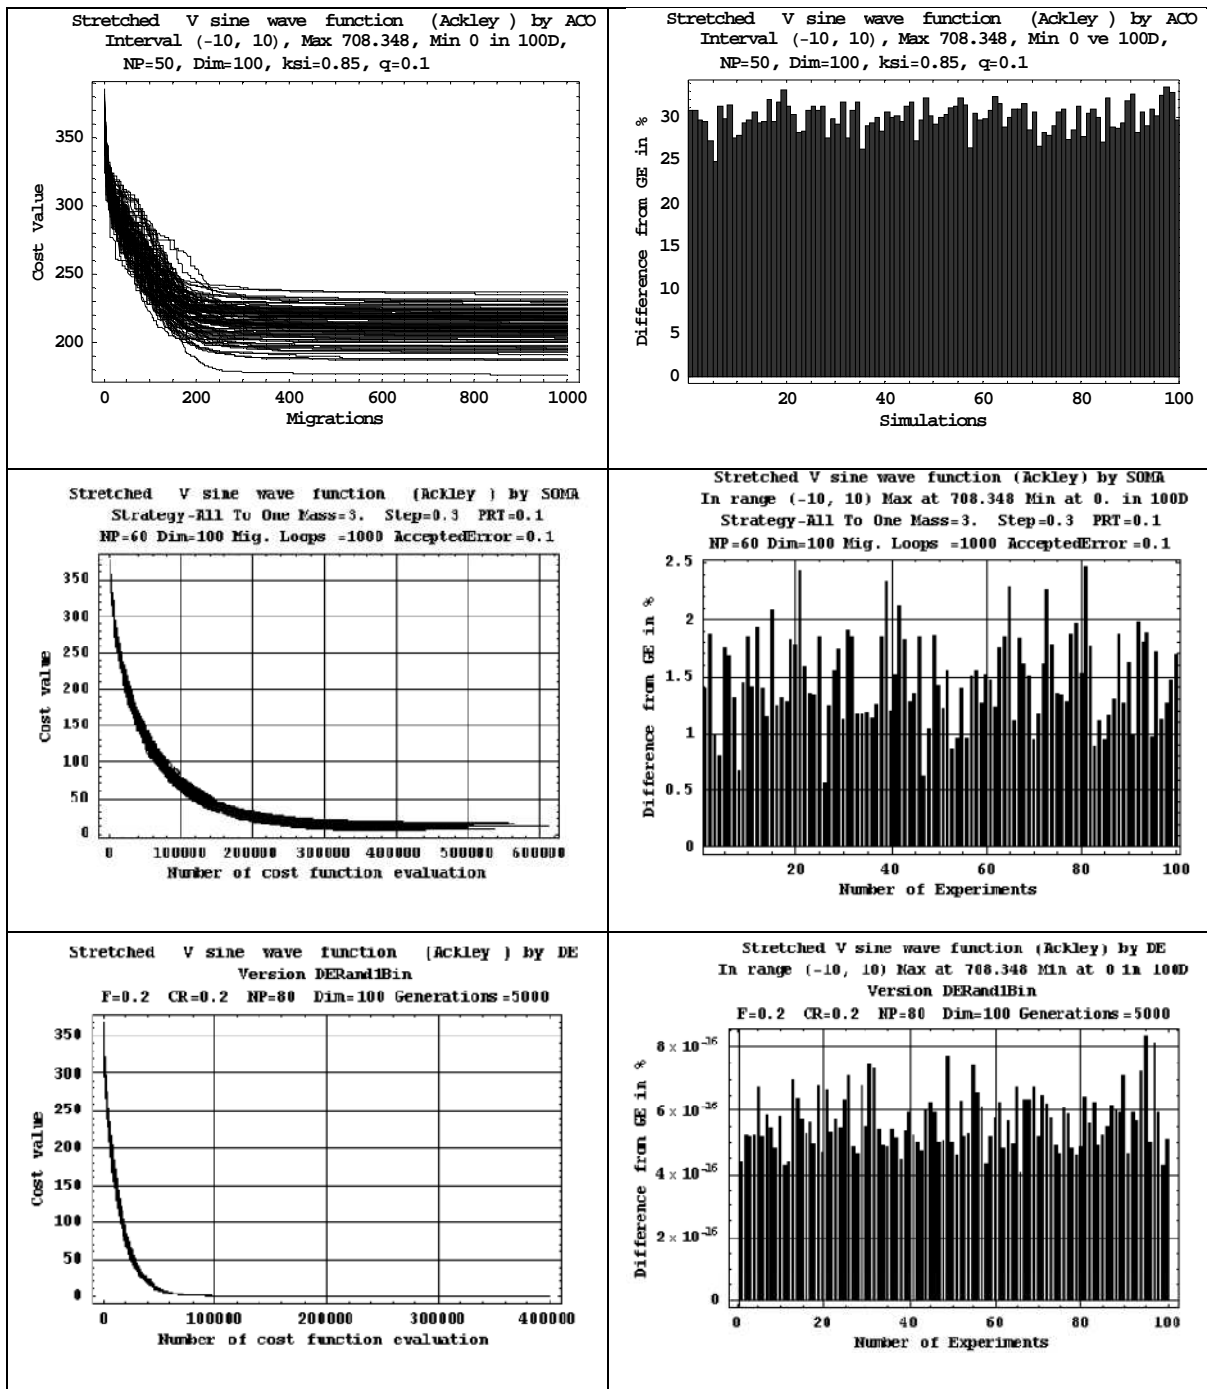 Stretched V sine wave function (Ackley ) by ACO
Interval (-10, 10), Max 708.348, Min 0 in 100D,
NP=50, Dim=100, ksi=0.85, q=0.1
350
300
250
200
Cost Value
0 200 400 600 800 1000
Migrations
Stretched V sine wave function (Ackley ) by ACO
Interval (-10, 10), Max 708.348, Min 0 ve 100D,
NP=50, Dim=100, ksi=0.85, q=0.1
30
25
20
15
10
5
0
Difference from GE in %
20 40 60 80 100
Simulations
Stretched V sine wave function (Ackley ) by SOMA
Strategy-All To One Mass=3. Step=0.3 PRT=0.1
NP=60 Dim=100 Mig. Loops =1000 AcceptedError=0.1
350
300
250
200
150
100
50
0
Cost value
0 100000 200000 300000 400000 500000 600000
Number of cost function evaluation
Stretched V sine wave function (Ackley) by SOMA
In range (-10, 10) Max at 708.348 Min at 0. in 100D
Strategy-All To One Mass=3. Step=0.3 PRT=0.1
NP=60 Dim=100 Mig. Loops =1000 AcceptedError=0.1
2.5
2
1.5
1
0.5
0
Difference from GE in %
20 40 60 80 100
Number of Experiments
Stretched V sine wave function (Ackley ) by DE
Version DERand1Bin
F=0.2 CR=0.2 NP=80 Dim=100 Generations=5000
350
300
250
200
150
100
50
0
Cost value
0 100000 200000 300000 400000
Number of cost function evaluation
Stretched V sine wave function (Ackley) by DE
In range (-10, 10) Max at 708.348 Min at 0 in 100D
Version DERand1Bin
F=0.2 CR=0.2 NP=80 Dim=100 Generations=5000
8 × 10^-16
6 × 10^-16
4 × 10^-16
2 × 10^-16
0
Difference from GE in %
0 20 40 60 80 100
Number of Experiments